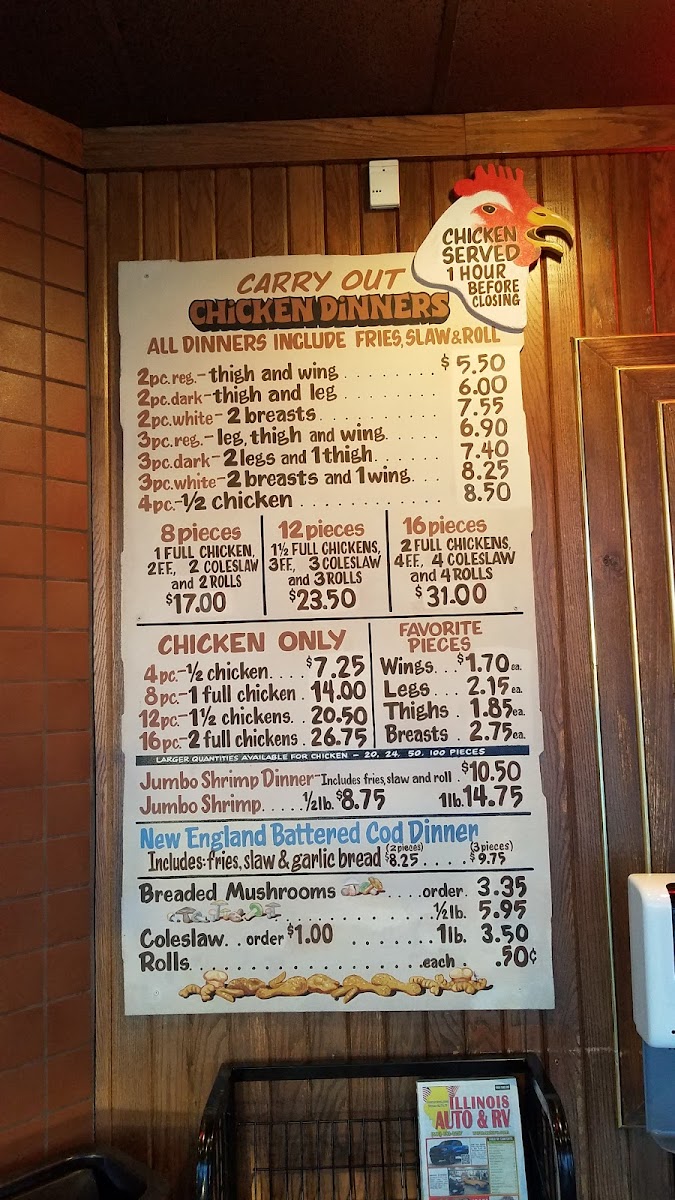 CHICKEN
SERVED
1 HOUR
BEFORE
CLOSING
CARRY OUT
CHICKEN DINNERS
ALL DINNERS INCLUDE FRIES, SLAW & ROLL
2pc. reg. - thigh and wing . . . . . . . . . $5.50
2pc. dark - thigh and leg . . . . . . . . . 6.00
2pc. white - 2 breasts. . . . . . . . . . . 7.55
3pc. reg. - leg, thigh and wing. . . . . . 6.90
3pc. dark - 2 legs and 1 thigh. . . . . . . 7.40
3pc. white - 2 breasts and 1 wing. . . 8.25
4pc. - 1/2 chicken . . . . . . . . . . . . . 8.50
8 pieces
1 FULL CHICKEN,
2 F.F., 2 COLESLAW
and 2 ROLLS
$17.00
12 pieces
1½ FULL CHICKENS,
3 F.F., 3 COLESLAW
and 3 ROLLS
$23.50
16 pieces
2 FULL CHICKENS,
4 F.F., 4 COLESLAW
and 4 ROLLS
$31.00
CHICKEN ONLY
4 pc. - ½ chicken. . . . $7.25
8 pc. - 1 full chicken . 14.00
12pc. - 1½ chickens. . 20.50
16pc. - 2 full chickens . 26.75
FAVORITE
PIECES
Wings. . . $1.70 ea.
Legs . . . 2.15 ea.
Thighs . 1.85 ea.
Breasts . 2.75 ea.
LARGER QUANTITIES AVAILABLE FOR CHICKEN - 20, 24, 50, 100 PIECES
Jumbo Shrimp Dinner - Includes fries, slaw and roll . $10.50
Jumbo Shrimp. . . . . ½ lb. $8.75 1 lb. 14.75
New England Battered Cod Dinner
Includes: fries, slaw & garlic bread (2 pieces) $8.25 . . . . (3 pieces) $9.75
Breaded Mushrooms . . . . . order. 3.35
. . . . . . . . . . . . ½ lb. 5.95
Coleslaw. . order $1.00 . . . . . . . . 1 lb. 3.50
Rolls. . . . . . . . . . . . . . . . . . . . each . .50¢
ILLINOIS
AUTO & RV